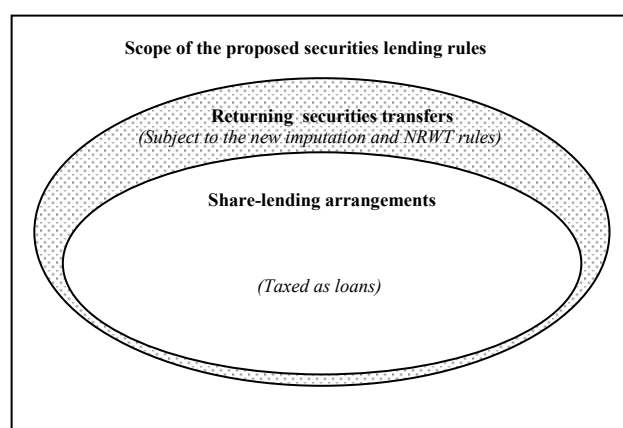 Scope of the proposed securities lending rules
Returning securities transfers
(Subject to the new imputation and NRWT rules)
Share-lending arrangements
(Taxed as loans)